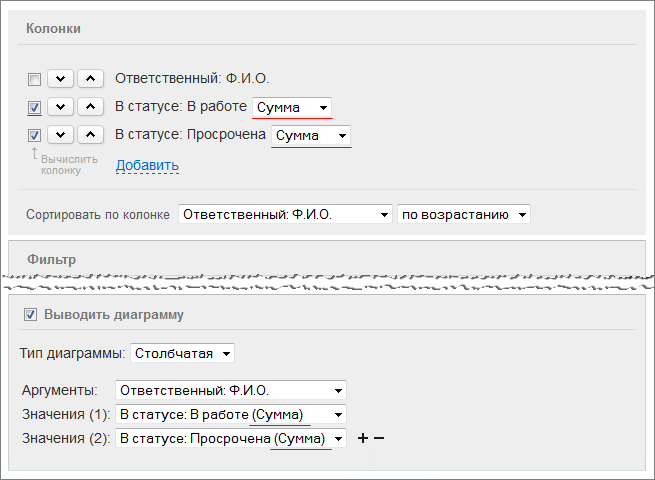 Колонки
Ответственный: Ф.И.О.
В статусе: В работе Сумма
В статусе: Просрочена Сумма
Вычислить
колонку
Добавить
Сортировать по колонке Ответственный: Ф.И.О. по возрастанию
Фильтр
Выводить диаграмму
Тип диаграммы: Столбчатая
Аргументы: Ответственный: Ф.И.О.
Значения (1): В статусе: В работе (Сумма)
Значения (2): В статусе: Просрочена (Сумма)